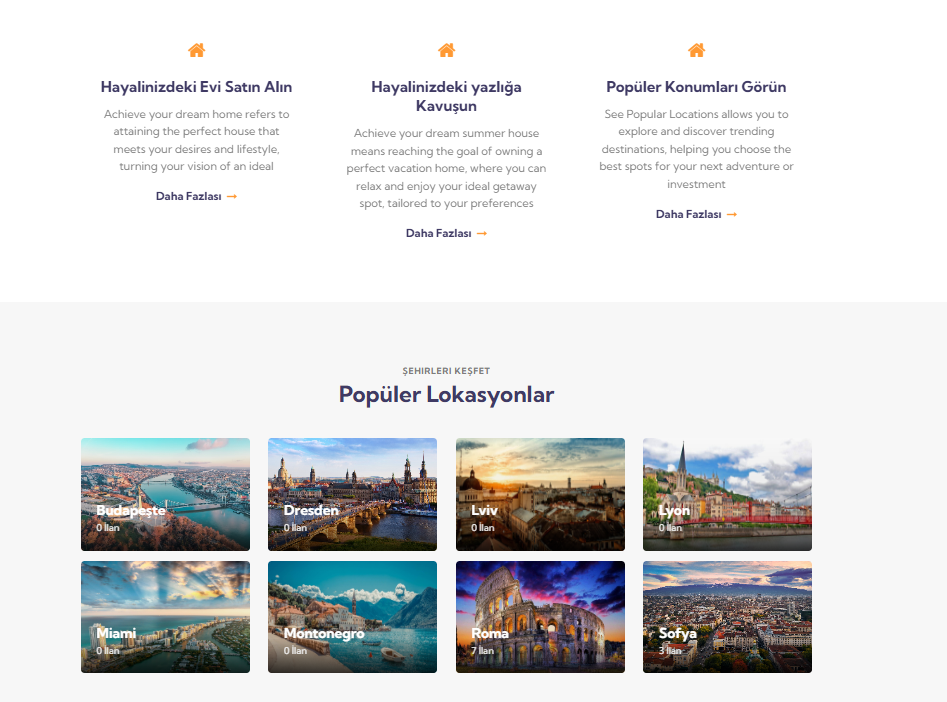 Hayalinizdeki Evi Satın Alın
Achieve your dream home refers to
attaining the perfect house that
meets your desires and lifestyle,
turning your vision of an ideal
Daha Fazlası →
Hayalinizdeki yazlığa
Kavuşun
Achieve your dream summer house
means reaching the goal of owning a
perfect vacation home, where you can
relax and enjoy your ideal getaway
spot, tailored to your preferences
Daha Fazlası →
Popüler Konumları Görün
See Popular Locations allows you to
explore and discover trending
destinations, helping you choose the
best spots for your next adventure or
investment
Daha Fazlası →
ŞEHIRLERI KEŞFET
Popüler Lokasyonlar
Budapeşte
0 İlan
Dresden
0 İlan
Lviv
0 İlan
Lyon
0 İlan
Miami
0 İlan
Montonegro
0 İlan
Roma
7 İlan
Sofya
3 İlan